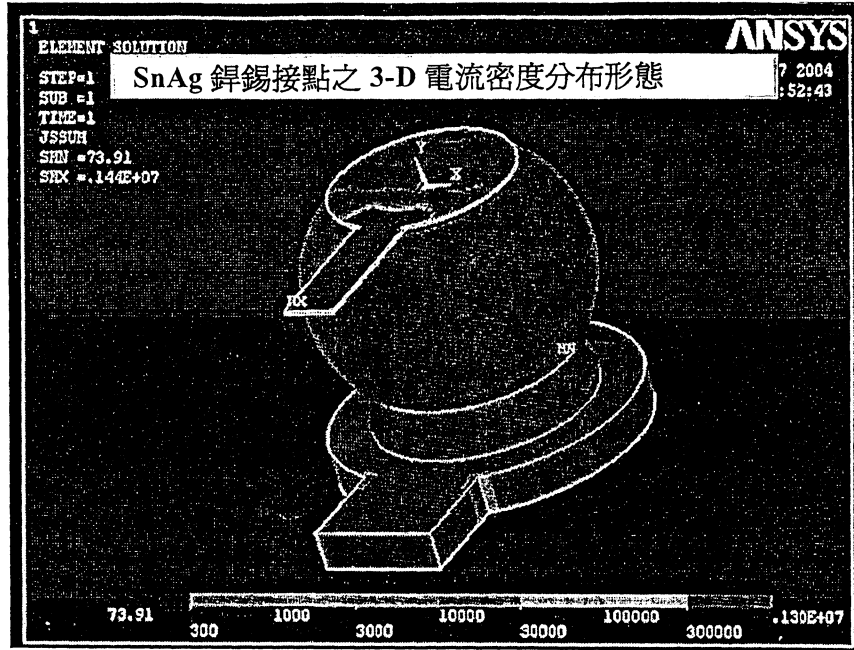 1
ANSYS
ELEMENT SOLUTION
SnAg 銲錫接點之 3-D 電流密度分布形態
7 2004
:52:43
STEP=1
SUB =1
TIME=1
JSSUM
SMN =73.91
SMX =.144E+07
Y
X
MX
MN
73.91
300
1000
3000
10000
30000
100000
300000
.130E+07